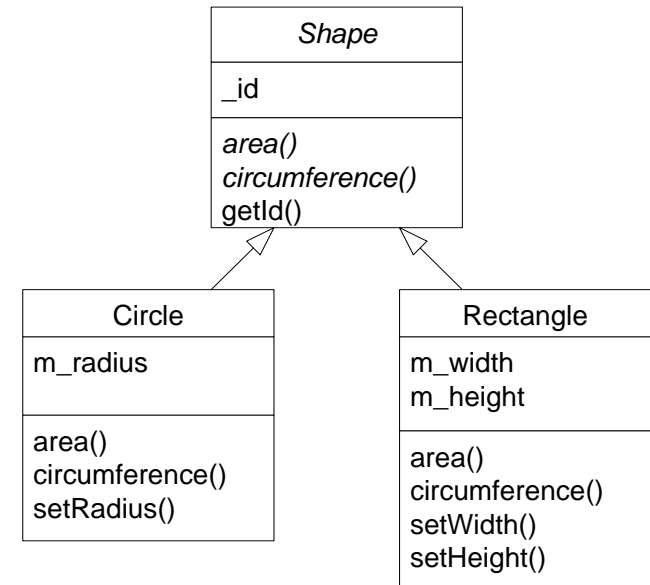 Shape
_id
area()
circumference()
getId()
Circle
m_radius
area()
circumference()
setRadius()
Rectangle
m_width
m_height
area()
circumference()
setWidth()
setHeight()